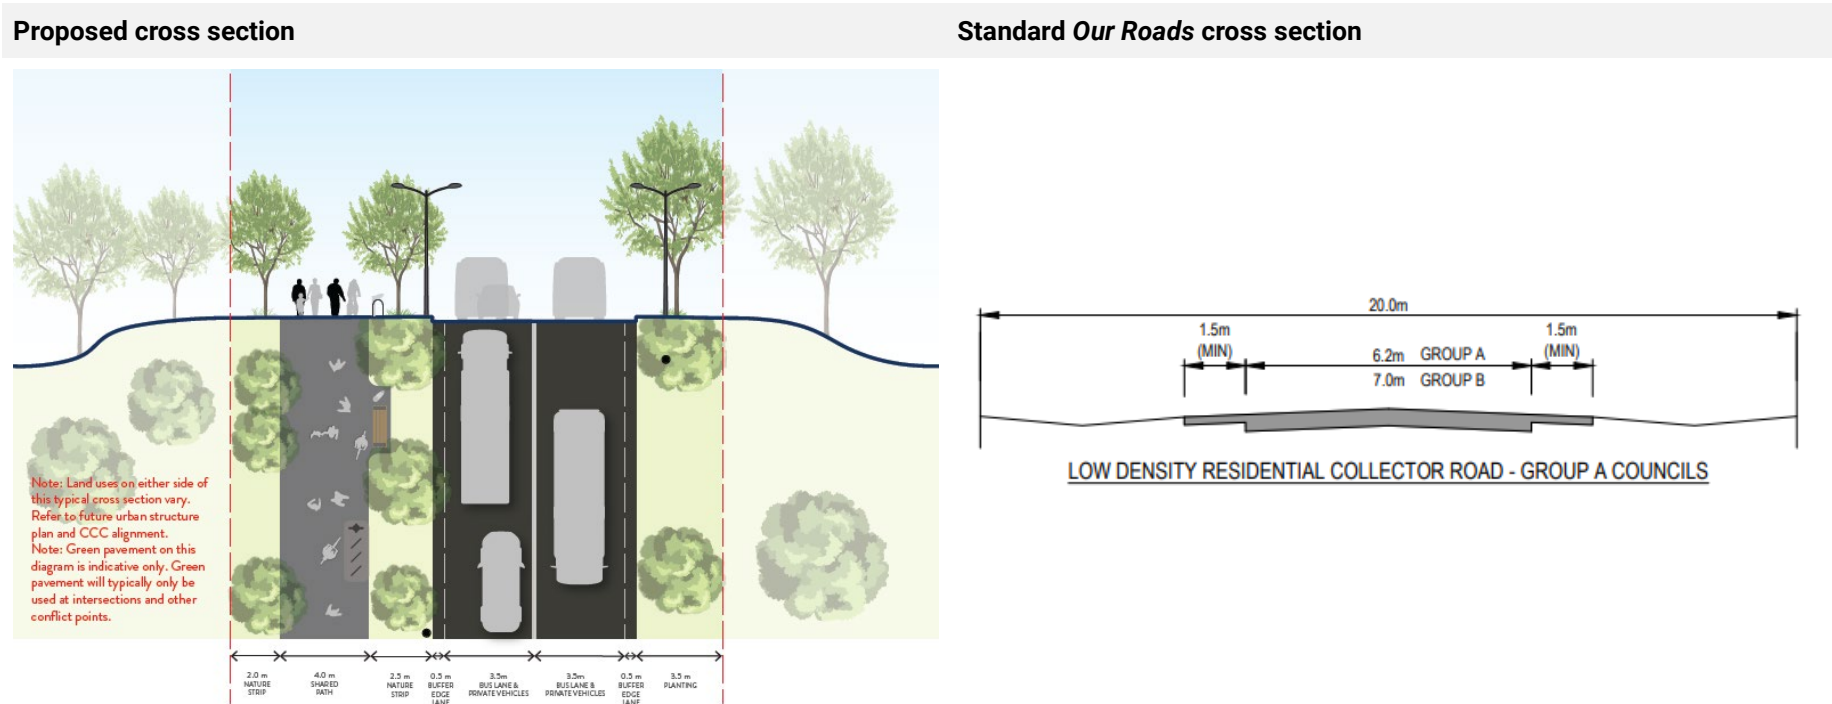 Proposed cross section
Standard Our Roads cross section
Note: Land uses on either side of
this typical cross section vary.
Refer to future urban structure
plan and CCC alignment.
Note: Green pavement on this
diagram is indicative only. Green
pavement will typically only be
used at intersections and other
conflict points.
2.0 m
NATURE
STRIP
4.0 m
SHARED
PATH
2.5 m
NATURE
STRIP
0.5 m
BUFFER
EDGE
LANE
3.5m
BUS LANE &
PRIVATE VEHICLES
3.5m
BUS LANE &
PRIVATE VEHICLES
0.5 m
BUFFER
EDGE
LANE
3.5 m
PLANTING
20.0m
1.5m
(MIN)
6.2m GROUP A
7.0m GROUP B
1.5m
(MIN)
LOW DENSITY RESIDENTIAL COLLECTOR ROAD - GROUP A COUNCILS